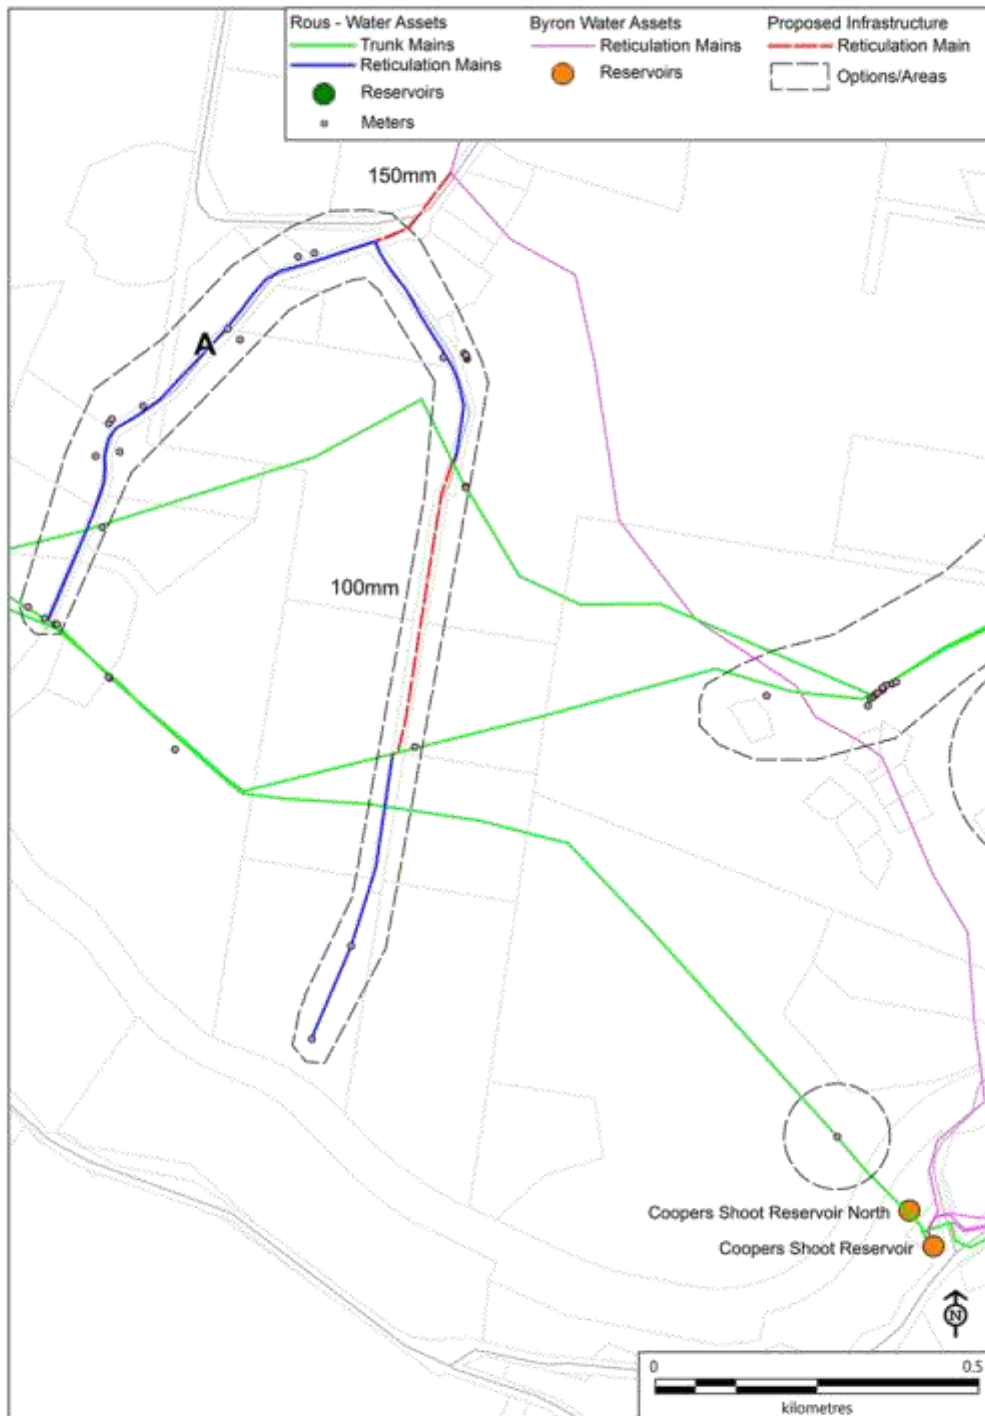 Rous - Water Assets
Trunk Mains
Reticulation Mains
Reservoirs
Meters
Byron Water Assets
Reticulation Mains
Reservoirs
Proposed Infrastructure
Reticulation Main
Options/Areas
150mm
A
100mm
Coopers Shoot Reservoir North
Coopers Shoot Reservoir
N
0 0.5
kilometres